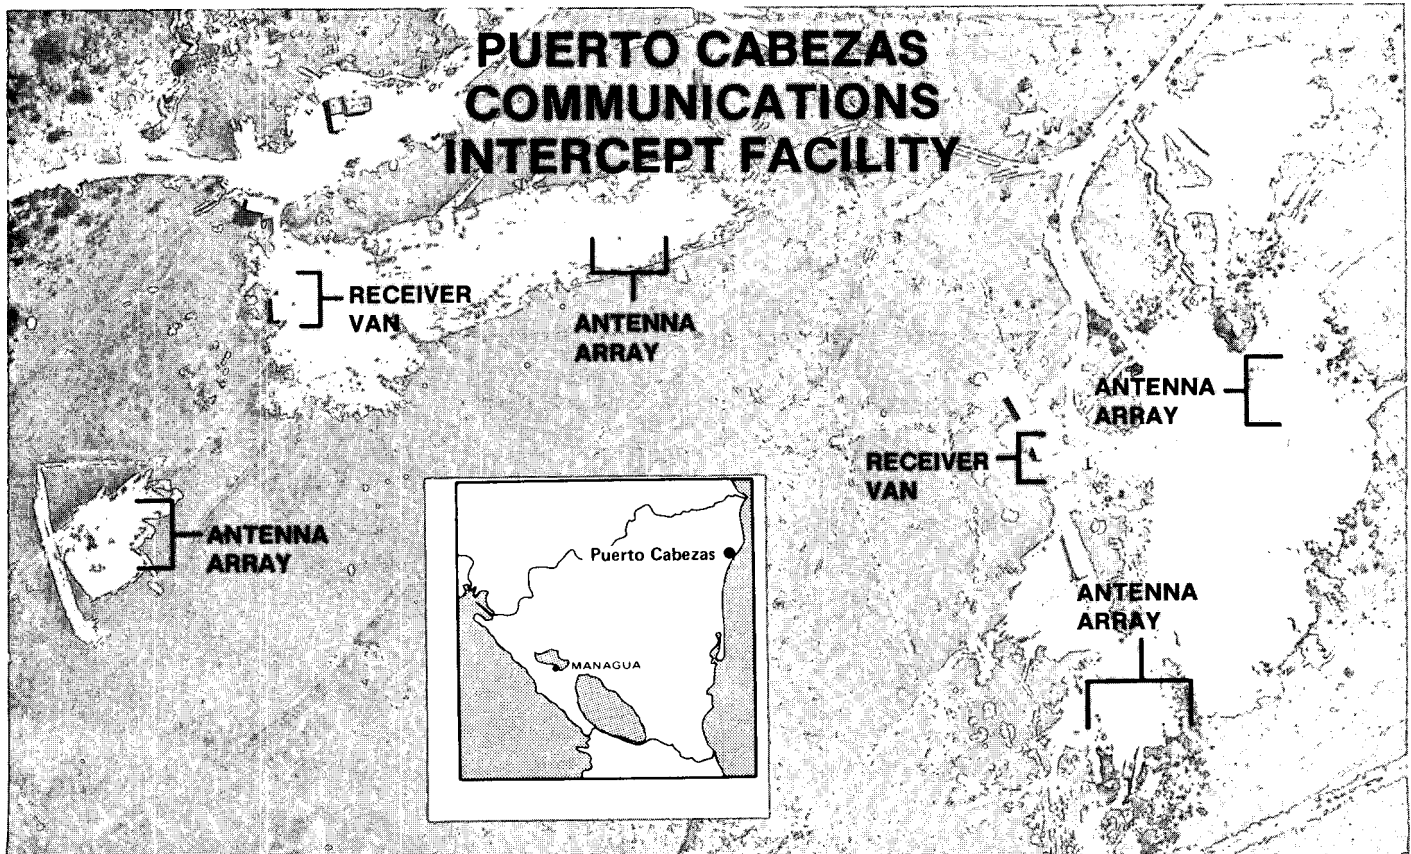 PUERTO CABEZAS
COMMUNICATIONS
INTERCEPT FACILITY
RECEIVER
VAN
ANTENNA
ARRAY
ANTENNA
ARRAY
RECEIVER
VAN
ANTENNA
ARRAY
Puerto Cabezas
MANAGUA
ANTENNA
ARRAY